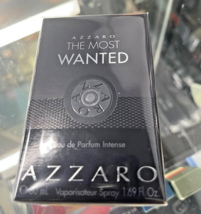 AZZARO
THE MOST
WANTED
Eau de Parfum Intense
AZZARO
Vaporisateur Spray 1.69 Fl. Oz.